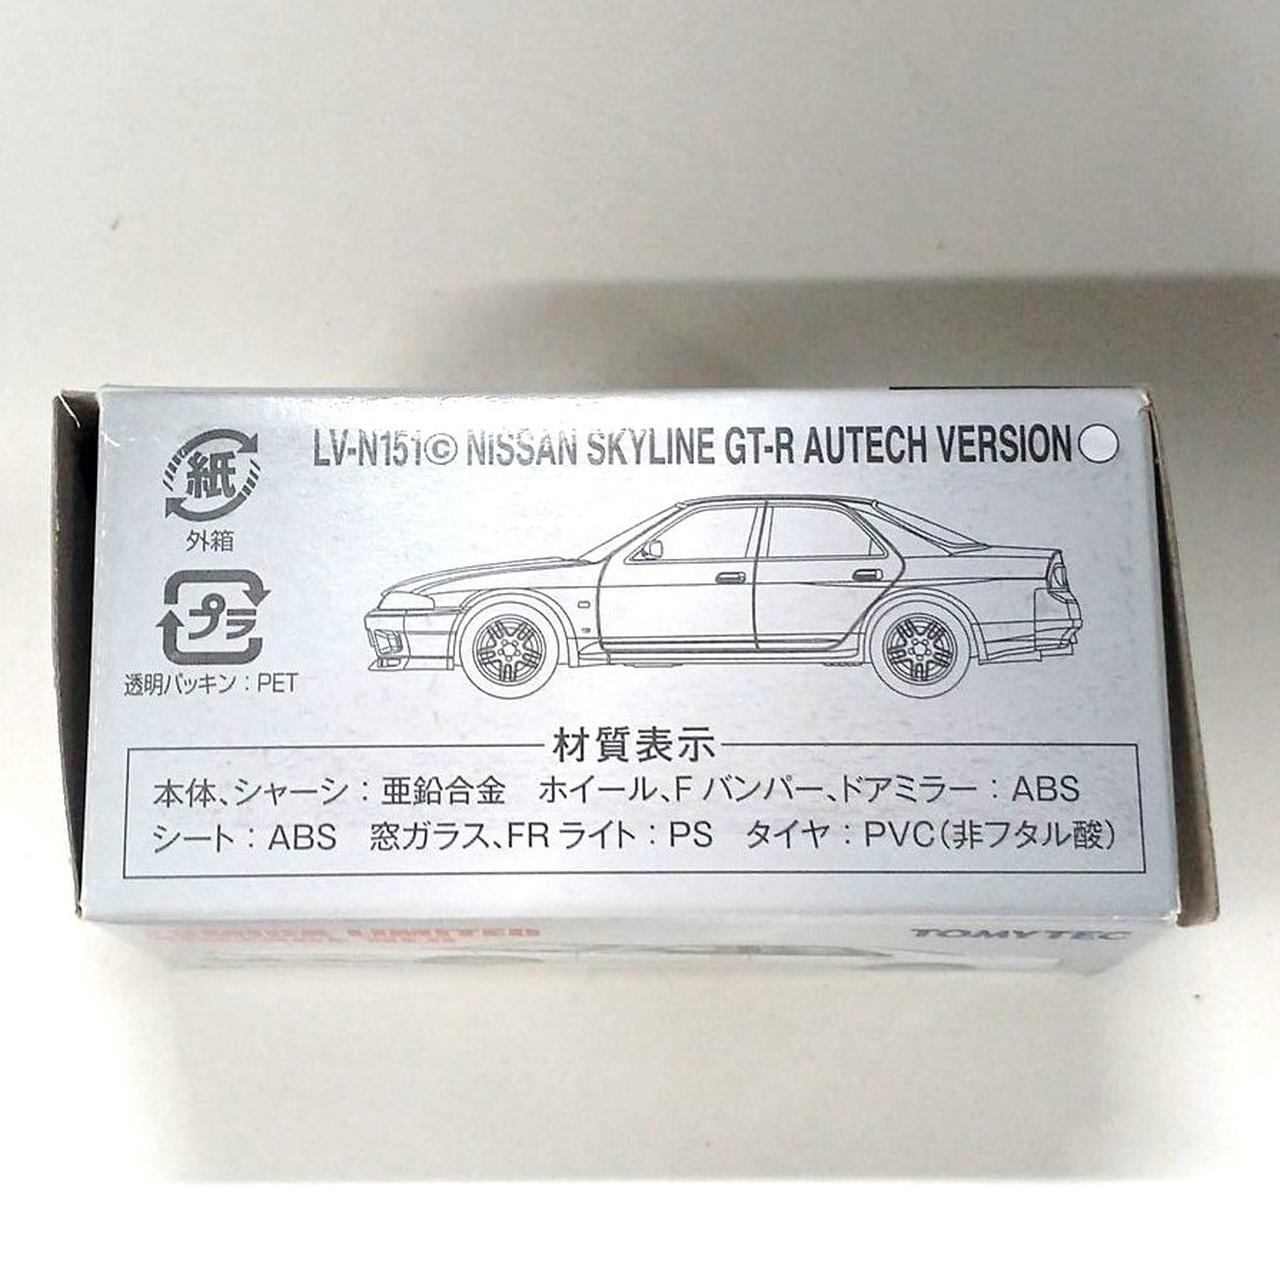 LV-N151© NISSAN SKYLINE GT-R AUTECH VERSION
紙
外箱
プラ
透明パッキン：PET
材質表示
本体、シャーシ：亜鉛合金　ホイール、F バンパー、ドアミラー：ABS
シート：ABS　窓ガラス、FR ライト：PS　タイヤ：PVC（非フタル酸）
LIMITED
TOMYTEC